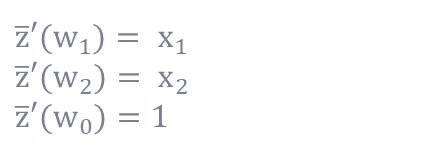 z̅′(w₁) = x₁
z̅′(w₂) = x₂
z̅′(w₀) = 1